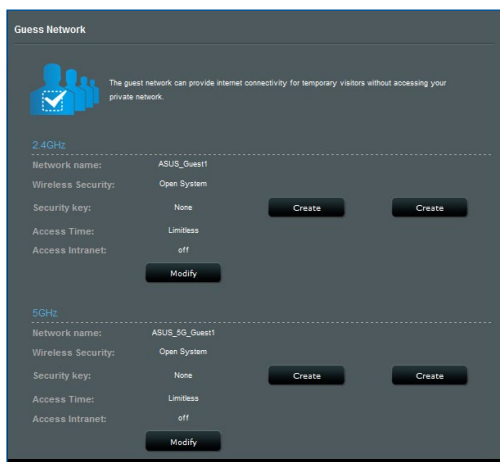 Guess Network
The guest network can provide internet connectivity for temporary visitors without accessing your
private network.
2.4GHz
Network name: ASUS_Guest1
Wireless Security: Open System
Security key: None Create Create
Access Time: Limitless
Access Intranet: off
Modify
5GHz
Network name: ASUS_5G_Guest1
Wireless Security: Open System
Security key: None Create Create
Access Time: Limitless
Access Intranet: off
Modify